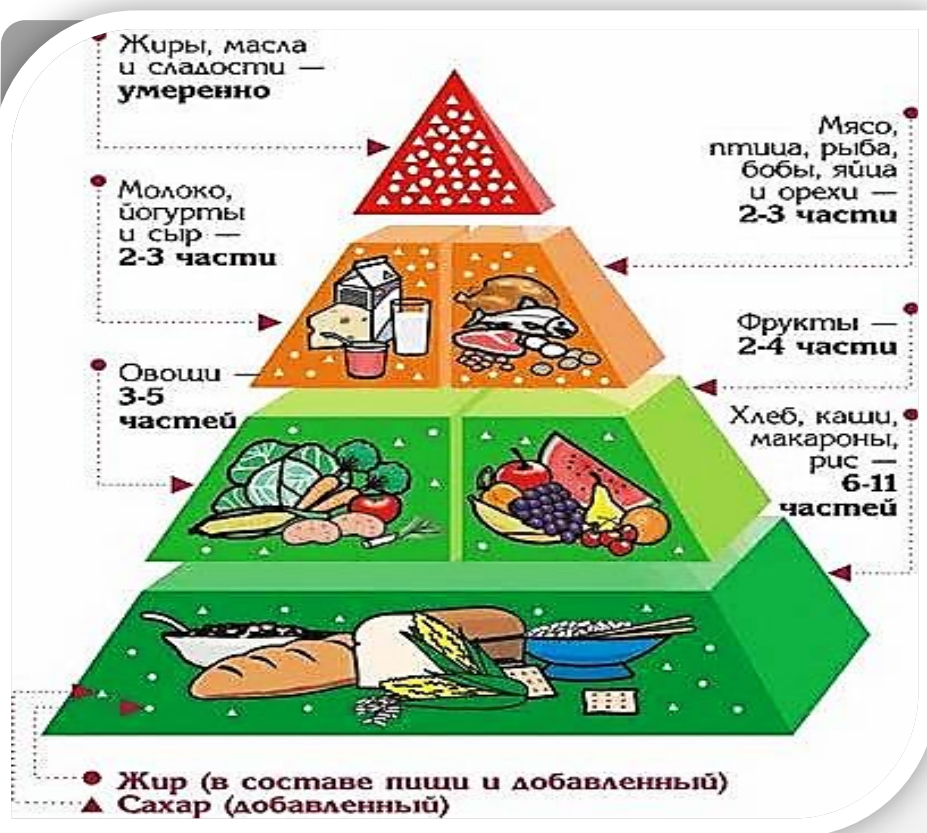 Жиры, масла
и сладости —
умеренно
Мясо,
птица, рыба,
бобы, яйца
и орехи —
2-3 части
Молоко,
йогурты
и сыр —
2-3 части
Фрукты —
2-4 части
Овощи —
3-5
частей
Хлеб, каши,
макароны,
рис —
6-11
частей
Жир (в составе пищи и добавленный)
Сахар (добавленный)